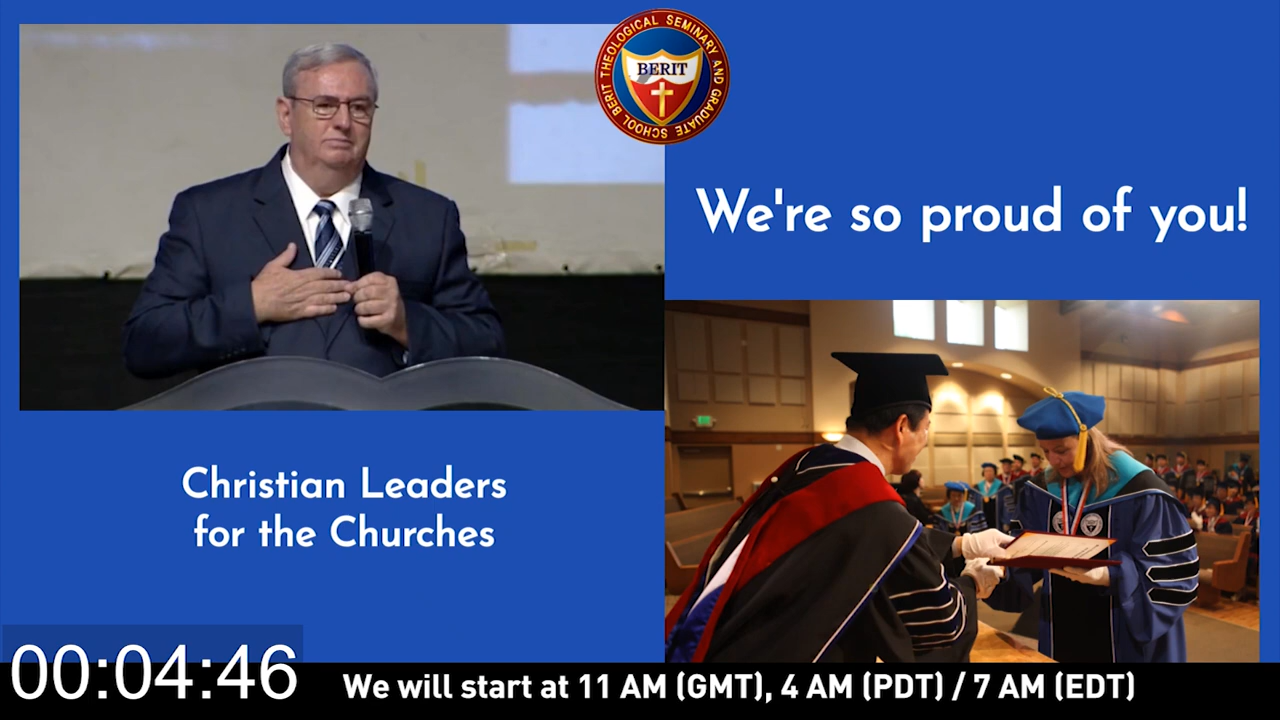 BERIT THEOLOGICAL SEMINARY AND GRADUATE SCHOOL
BERIT
We're so proud of you!
Christian Leaders
for the Churches
00:04:46
We will start at 11 AM (GMT), 4 AM (PDT) / 7 AM (EDT)